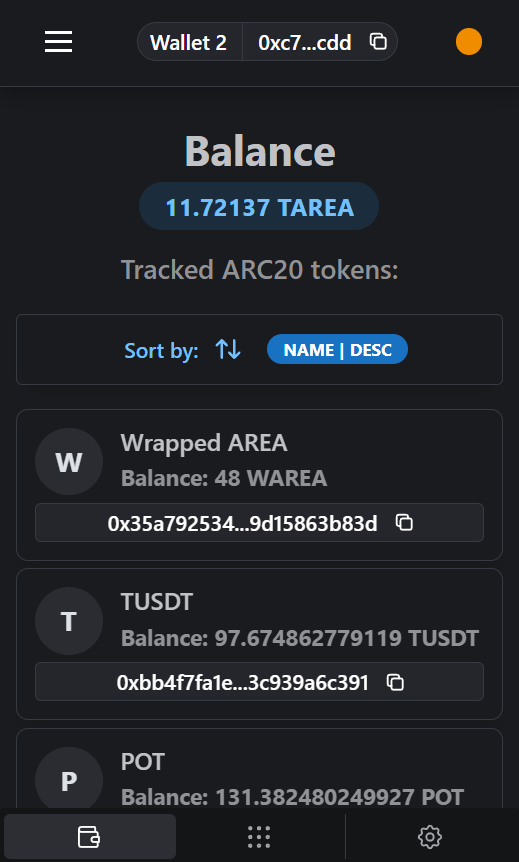 Wallet 2 0xc7...cdd
Balance
11.72137 TAREA
Tracked ARC20 tokens:
Sort by: NAME | DESC
W
Wrapped AREA
Balance: 48 WAREA
0x35a792534...9d15863b83d
T
TUSDT
Balance: 97.674862779119 TUSDT
0xbb4f7fa1e...3c939a6c391
P
POT
Balance: 131.382480249927 POT